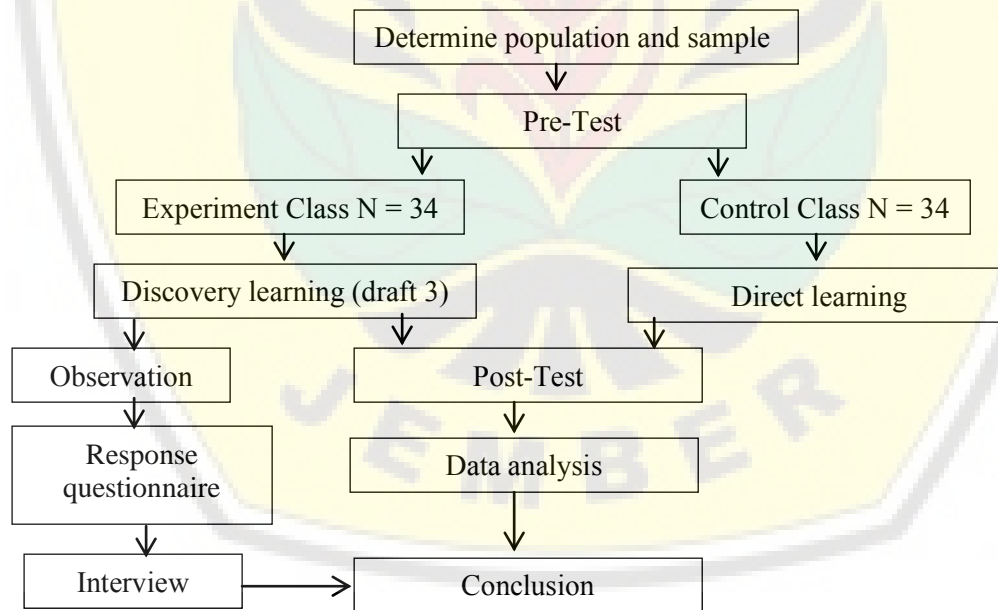 Determine population and sample
Pre-Test
Experiment Class N = 34
Control Class N = 34
Discovery learning (draft 3)
Direct learning
Observation
Post-Test
Response
questionnaire
Data analysis
Interview
Conclusion
JEMBER